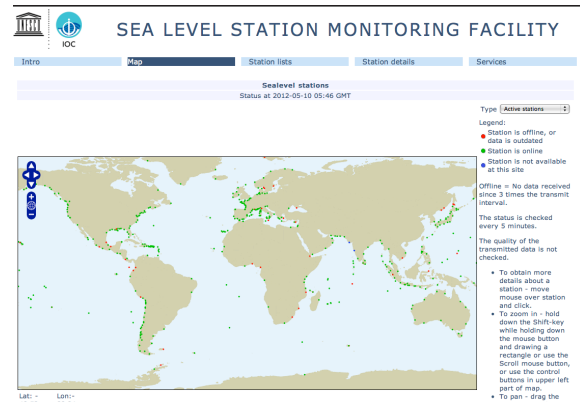 IOC
SEA LEVEL STATION MONITORING FACILITY
Intro
Map
Station lists
Station details
Services
Sealevel stations
Status at 2012-05-10 05:46 GMT
Type Active stations
Legend:
Station is offline, or
data is outdated
Station is online
Station is not available
at this site
Offline = No data received
since 3 times the transmit
interval.
The status is checked
every 5 minutes.
The quality of the
transmitted data is not
checked.
• To obtain more
details about a
station - move
mouse over station
and click.
• To zoom in - hold
down the Shift-key
while holding down
the mouse button
and drawing a
rectangle or use the
Scroll mouse button,
or use the control
buttons in upper left
part of map.
• To pan - drag the
Lat: - Lon:-